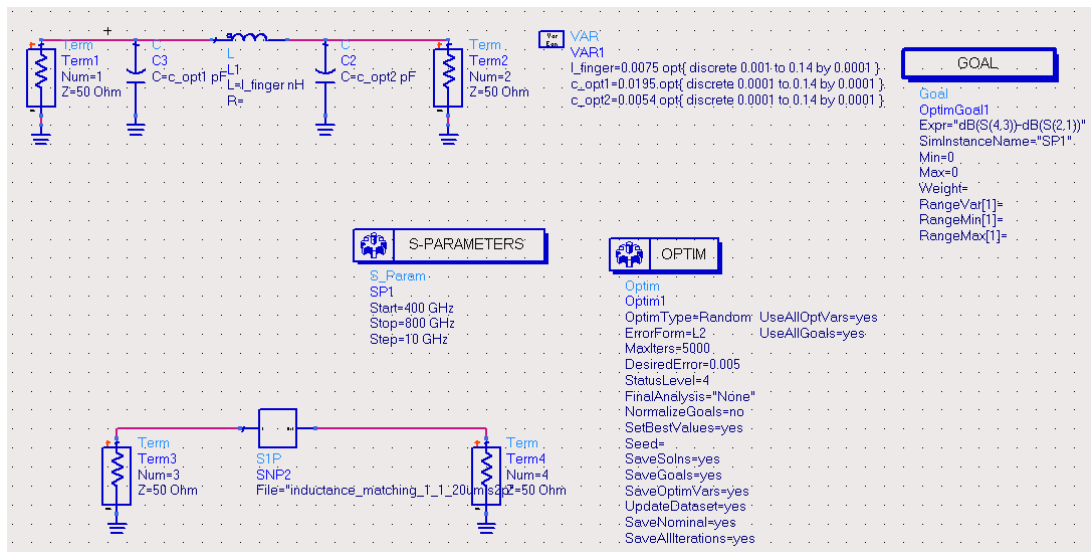 Term
Term1
Num=1
Z=50 Ohm
C
C3
C=c_opt1 pF
L
L1
L=l_finger nH
R=
C
C2
C=c_opt2 pF
Term
Term2
Num=2
Z=50 Ohm
Var
Eqn
VAR
VAR1
l_finger=0.0075 opt{ discrete 0.001 to 0.14 by 0.0001 }
c_opt1=0.0195 opt{ discrete 0.0001 to 0.14 by 0.0001 }
c_opt2=0.0054 opt{ discrete 0.0001 to 0.14 by 0.0001 }
GOAL
Goal
OptimGoal1
Expr="dB(S(4,3))-dB(S(2,1))"
SimInstanceName="SP1"
Min=0
Max=0
Weight=
RangeVar[1]=
RangeMin[1]=
RangeMax[1]=
S-PARAMETERS
S_Param
SP1
Start=400 GHz
Stop=800 GHz
Step=10 GHz
OPTIM
Optim
Optim1
OptimType=Random UseAllOptVars=yes
ErrorForm=L2 UseAllGoals=yes
MaxIters=5000
DesiredError=0.005
StatusLevel=4
FinalAnalysis="None"
NormalizeGoals=no
SetBestValues=yes
Seed=
SaveSolns=yes
SaveGoals=yes
SaveOptimVars=yes
UpdateDataset=yes
SaveNominal=yes
SaveAllIterations=yes
Term
Term3
Num=3
Z=50 Ohm
1
Ref
S1P
SNP2
File="inductance_matching_1_1_20um.s2p"
Term
Term4
Num=4
Z=50 Ohm